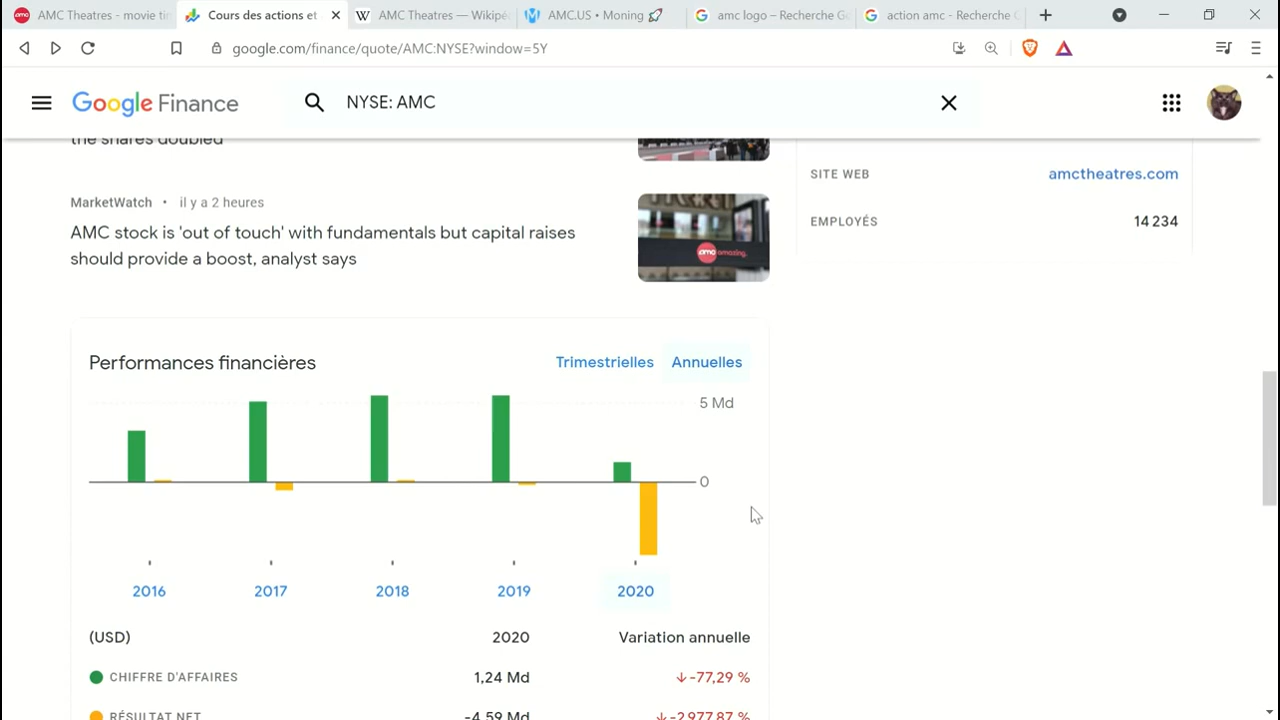 AMC Theatres - movie tim
Cours des actions et
AMC Theatres — Wikipé
AMC.US • Moning 🚀
amc logo – Recherche Go
action amc - Recherche G
google.com/finance/quote/AMC:NYSE?window=5Y
Google Finance
NYSE: AMC
the shares doubled
SITE WEB
amctheatres.com
MarketWatch • il y a 2 heures
EMPLOYÉS
14 234
AMC stock is 'out of touch' with fundamentals but capital raises
should provide a boost, analyst says
amc amazing.
Performances financières
Trimestrielles
Annuelles
5 Md
0
2016
2017
2018
2019
2020
(USD)
2020
Variation annuelle
CHIFFRE D'AFFAIRES
1,24 Md
↓ -77,29 %
RÉSULTAT NET
-4,59 Md
↓ -2 977,87 %